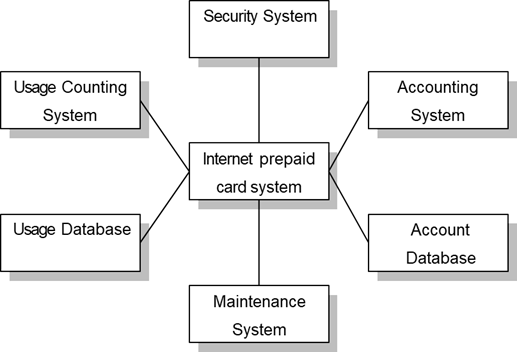 Security System
Usage Counting
System
Accounting
System
Internet prepaid
card system
Usage Database
Account
Database
Maintenance
System